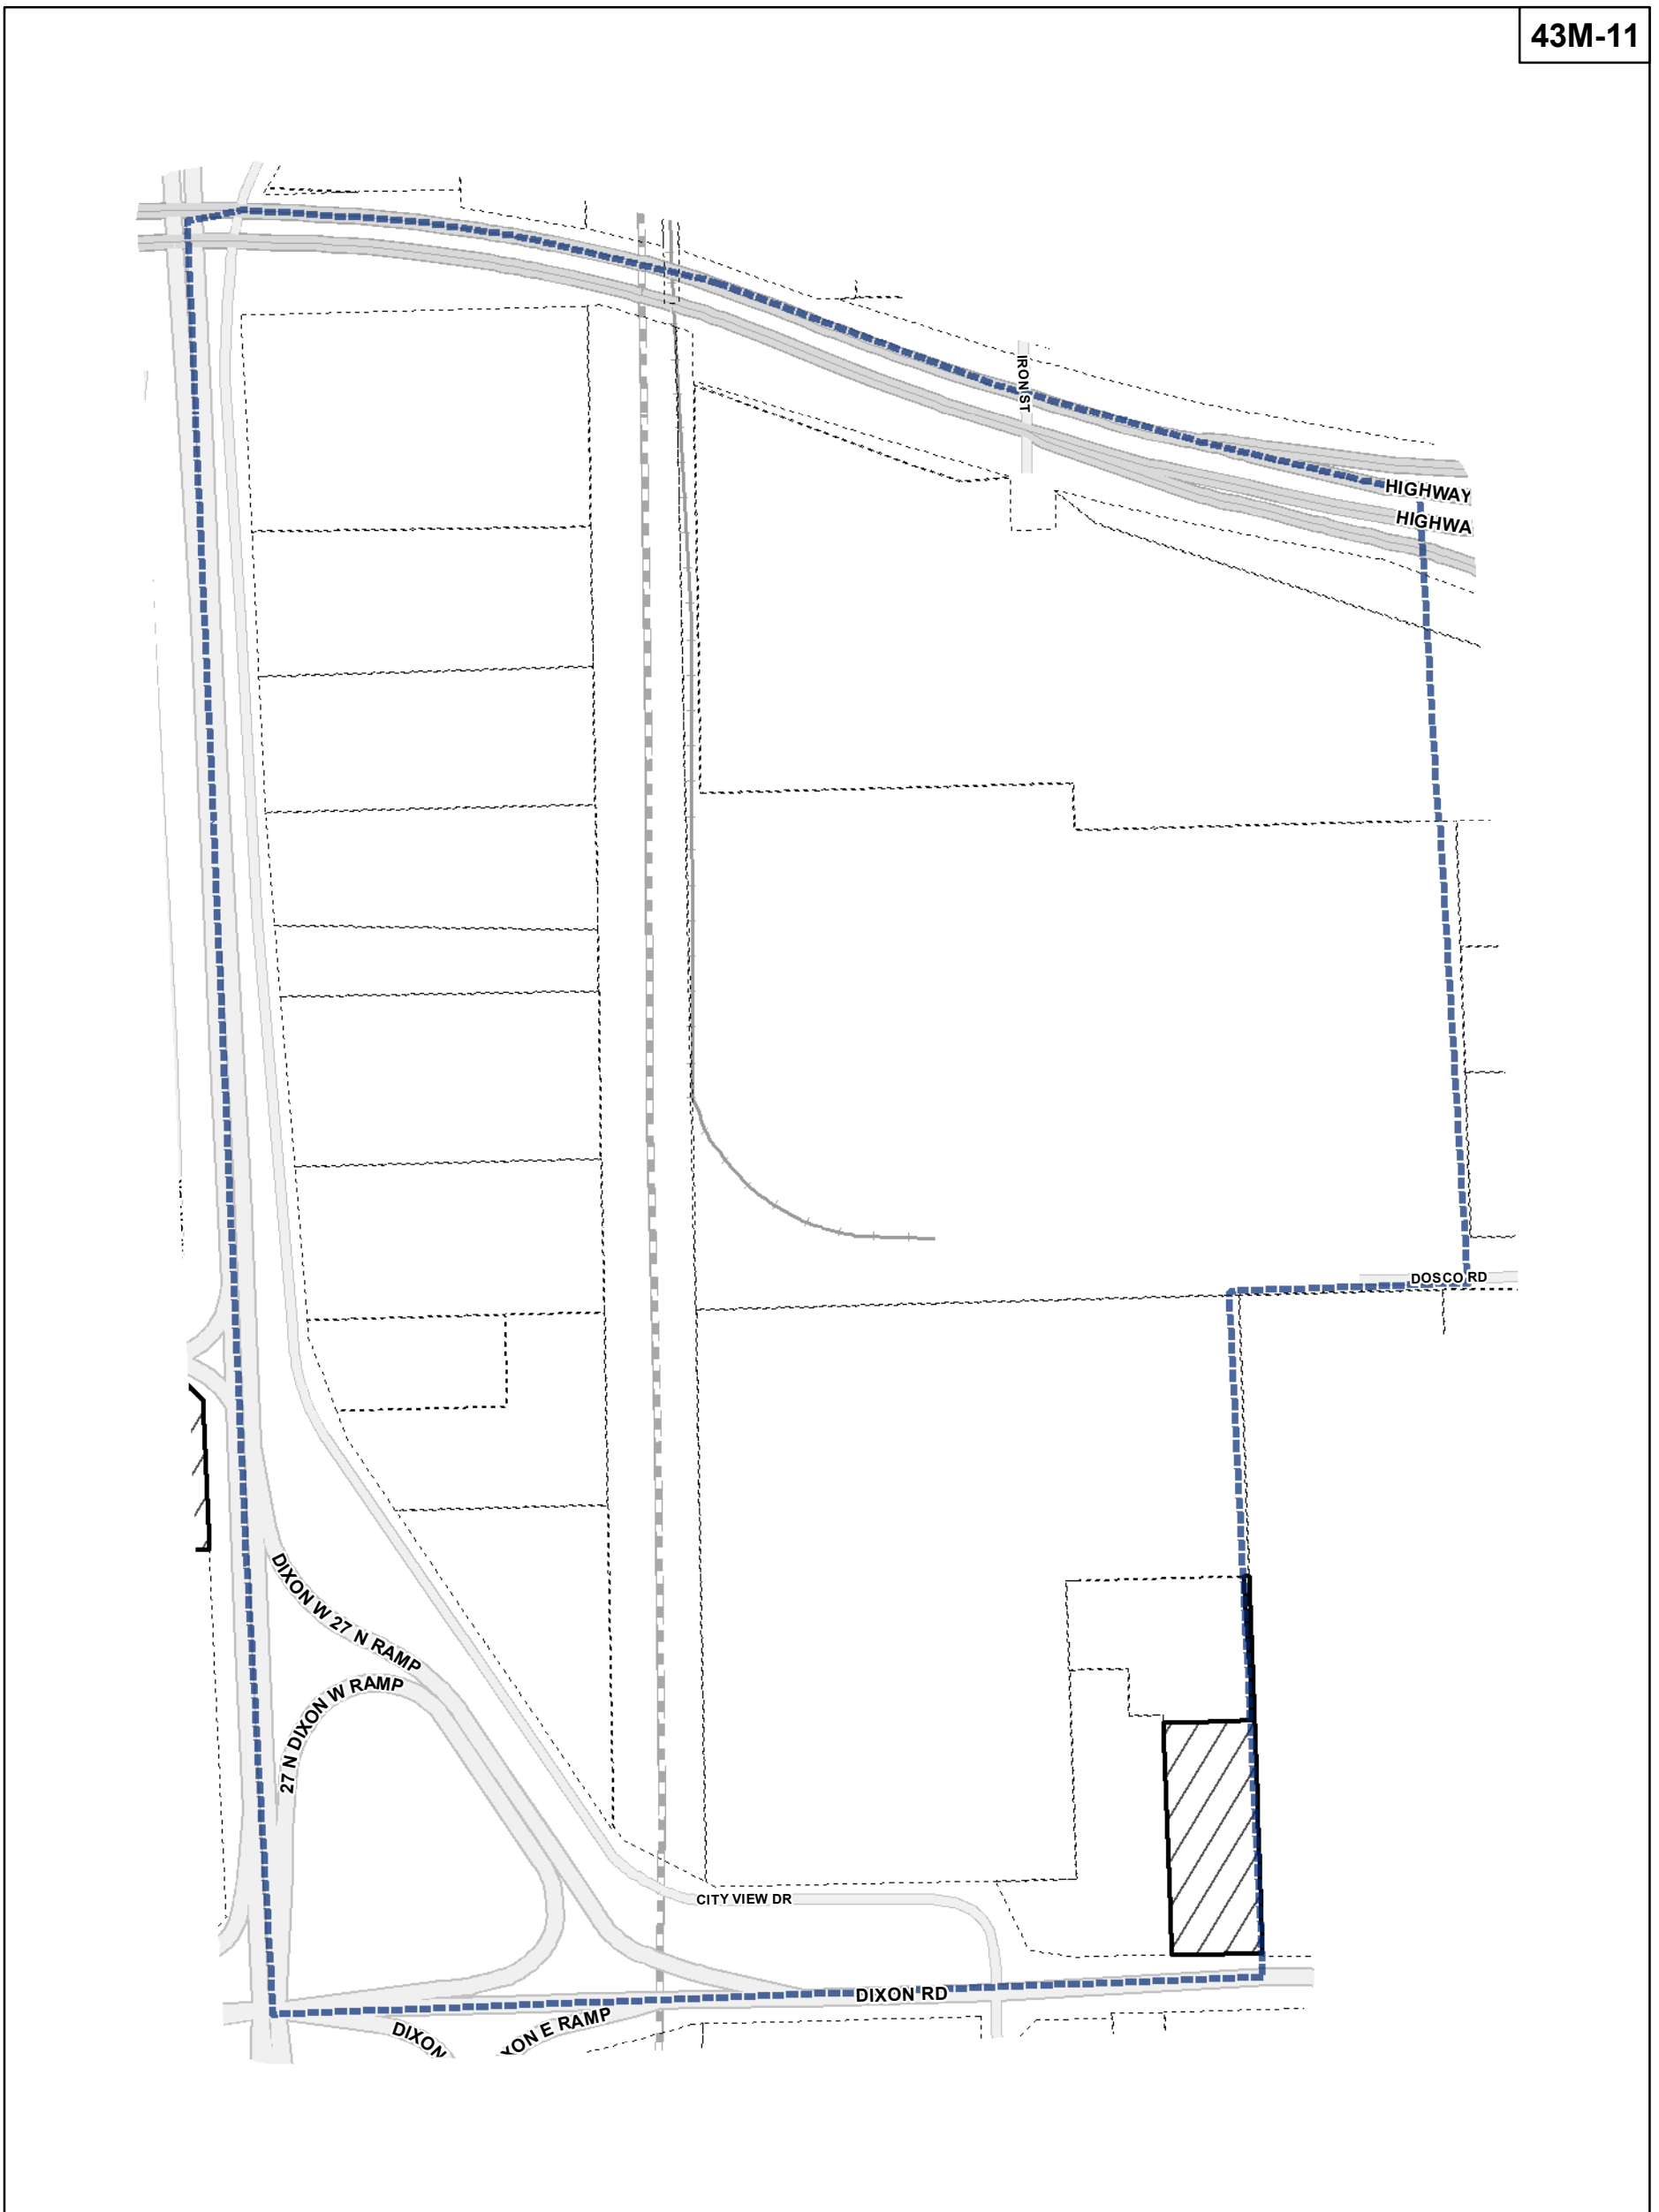 43M-11
IRON ST
HIGHWAY
HIGHWA
DOSCO RD
DIXON W 27 N RAMP
27 N DIXON W RAMP
CITY VIEW DR
DIXON RD
DIXON
XON E RAMP